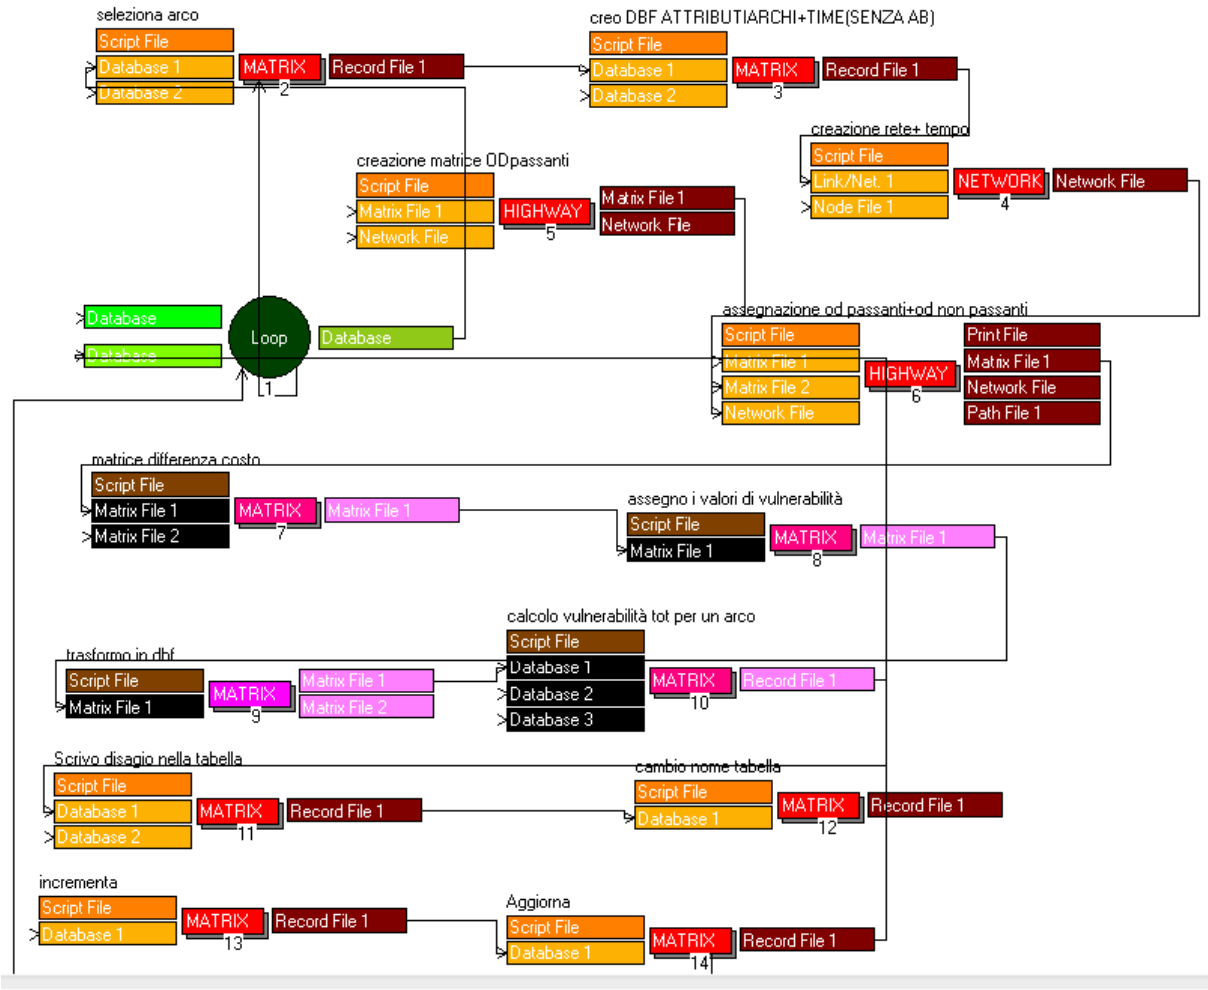 seleziona arco
Script File
Database 1
Database 2
MATRIX
2
Record File 1
creo DBF ATTRIBUTIARCHI+TIME(SENZA AB)
Script File
Database 1
Database 2
MATRIX
3
Record File 1
creazione rete+ tempo
Script File
Link/Net. 1
Node File 1
NETWORK
4
Network File
creazione matrice ODpassanti
Script File
Matrix File 1
Network File
HIGHWAY
5
Matrix File 1
Network File
Database
Database
Loop
1
Database
assegnazione od passanti+od non passanti
Script File
Matrix File 1
Matrix File 2
Network File
HIGHWAY
6
Print File
Matrix File 1
Network File
Path File 1
matrice differenza costo
Script File
Matrix File 1
Matrix File 2
MATRIX
7
Matrix File 1
assegno i valori di vulnerabilità
Script File
Matrix File 1
MATRIX
8
Matrix File 1
trasformo in dbf
Script File
Matrix File 1
MATRIX
9
Matrix File 1
Matrix File 2
calcolo vulnerabilità tot per un arco
Script File
Database 1
Database 2
Database 3
MATRIX
10
Record File 1
Scrivo disagio nella tabella
Script File
Database 1
Database 2
MATRIX
11
Record File 1
cambio nome tabella
Script File
Database 1
MATRIX
12
Record File 1
incrementa
Script File
Database 1
MATRIX
13
Record File 1
Aggiorna
Script File
Database 1
MATRIX
14
Record File 1